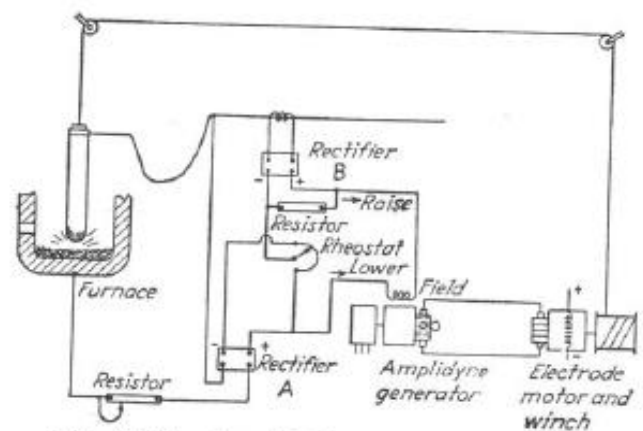 Rectifier
B
- +
Raise
Resistor
Rheostat
Lower
Furnace
Field
+
- +
Rectifier
A
-
Resistor
Amplidyne
generator
Electrode
motor and
winch